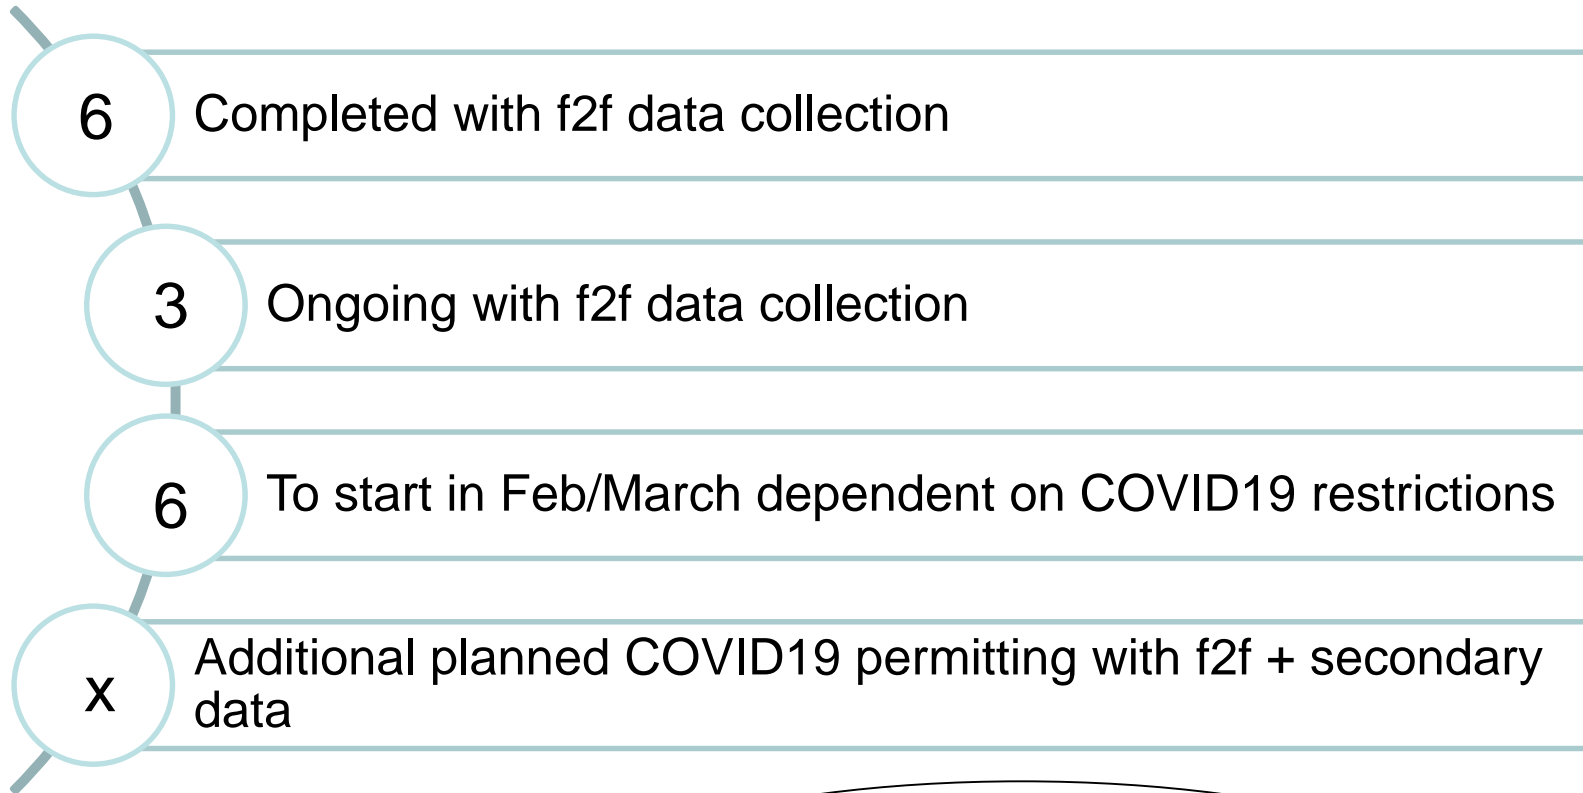 6
Completed with f2f data collection
3
Ongoing with f2f data collection
6
To start in Feb/March dependent on COVID19 restrictions
x
Additional planned COVID19 permitting with f2f + secondary
data